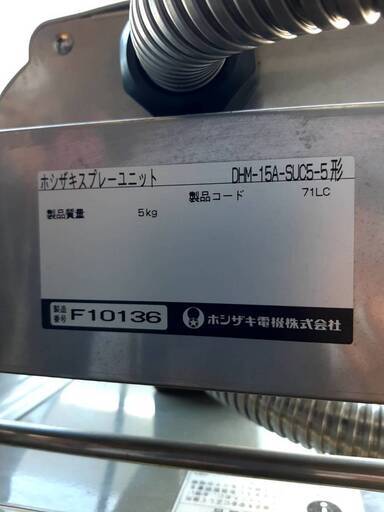 ホシザキスプレーユニット DHM-15A-SUC5-5形
製品質量 5kg 製品コード 71LC
製造番号 F10136 ホシザキ電機株式会社